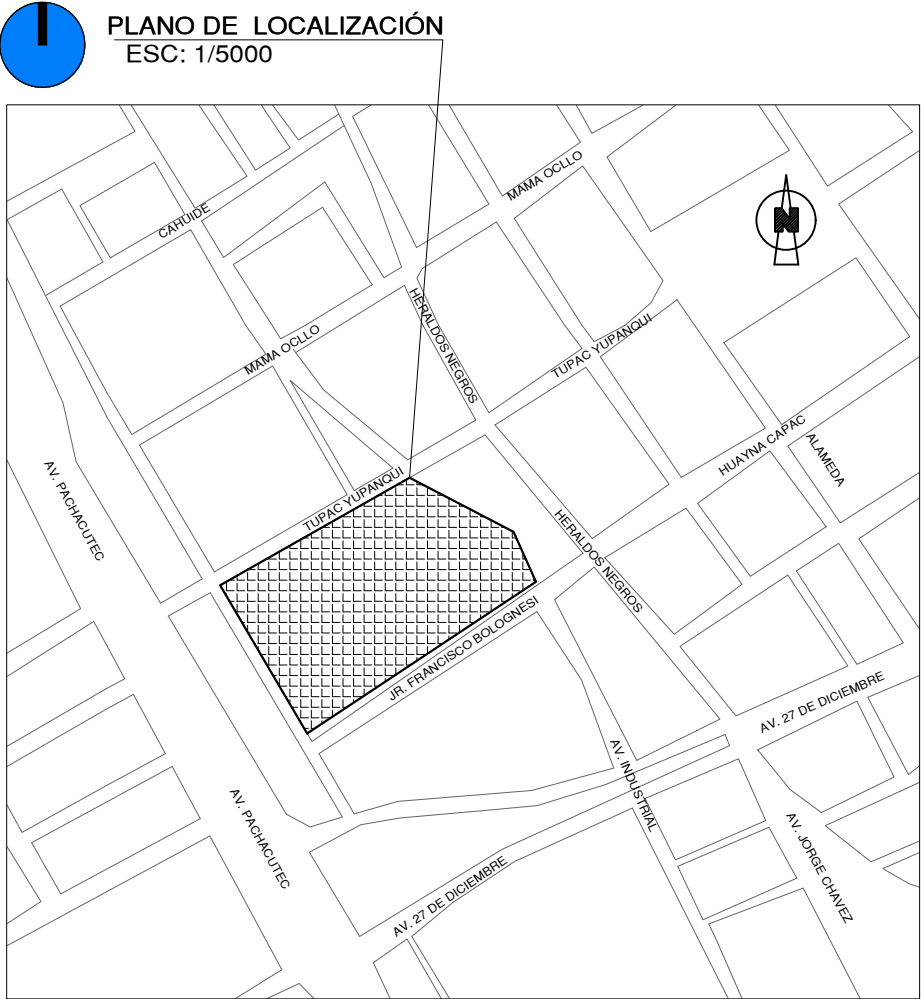 PLANO DE LOCALIZACIÓN
ESC: 1/5000
MAMA OCLLO
CAHUIDE
N
HERALDOS NEGROS
MAMA OCLLO
TUPAC YUPANQUI
HUAYNA CAPAC
ALAMEDA
AV. PACHACUTEC
TUPAC YUPANQUI
HERALDOS NEGROS
JR. FRANCISCO BOLOGNESI
AV. 27 DE DICIEMBRE
AV. INDUSTRIAL
AV. PACHACUTEC
AV. JORGE CHAVEZ
AV. 27 DE DICIEMBRE